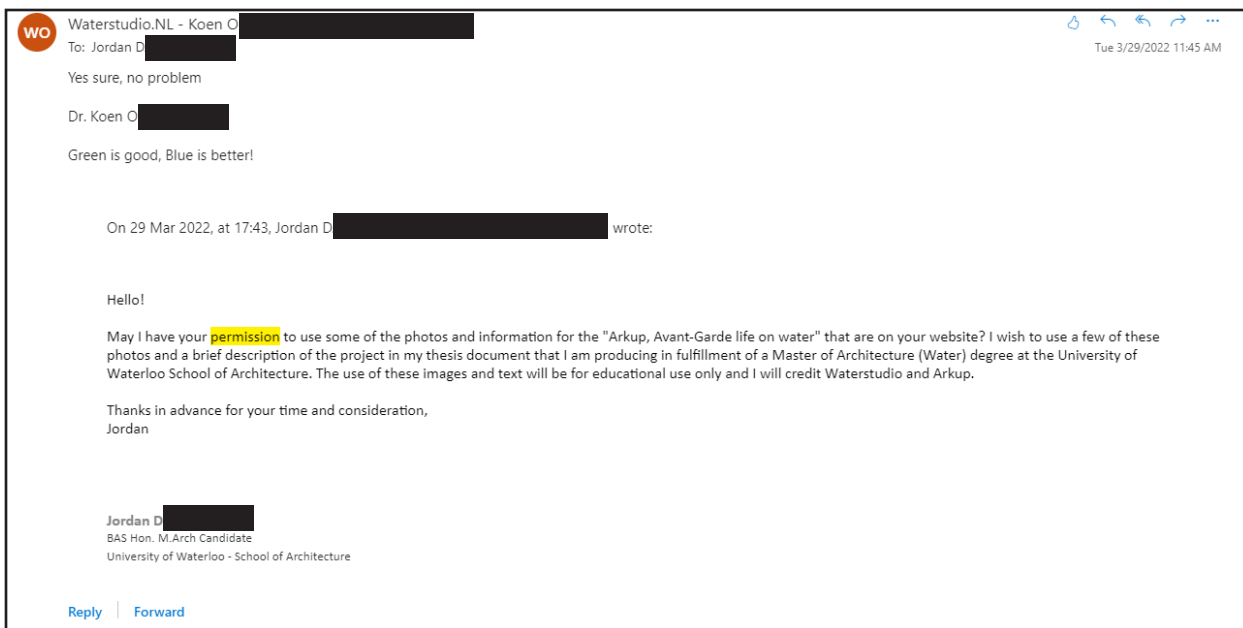 WO
Waterstudio.NL - Koen O
To: Jordan D
Tue 3/29/2022 11:45 AM
Yes sure, no problem
Dr. Koen O
Green is good, Blue is better!
On 29 Mar 2022, at 17:43, Jordan D wrote:
Hello!
May I have your permission to use some of the photos and information for the "Arkup, Avant-Garde life on water" that are on your website? I wish to use a few of these
photos and a brief description of the project in my thesis document that I am producing in fulfillment of a Master of Architecture (Water) degree at the University of
Waterloo School of Architecture. The use of these images and text will be for educational use only and I will credit Waterstudio and Arkup.
Thanks in advance for your time and consideration,
Jordan
Jordan D
BAS Hon. M.Arch Candidate
University of Waterloo - School of Architecture
Reply | Forward